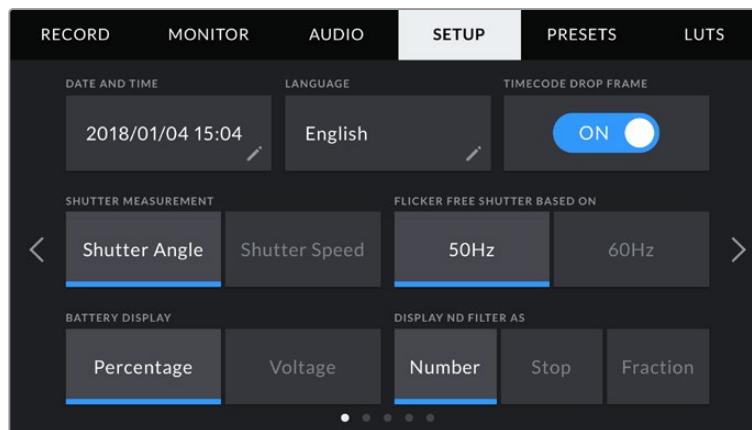 RECORD MONITOR AUDIO SETUP PRESETS LUTS
DATE AND TIME LANGUAGE TIMECODE DROP FRAME
2018/01/04 15:04 English ON
SHUTTER MEASUREMENT FLICKER FREE SHUTTER BASED ON
Shutter Angle Shutter Speed 50Hz 60Hz
BATTERY DISPLAY DISPLAY ND FILTER AS
Percentage Voltage Number Stop Fraction